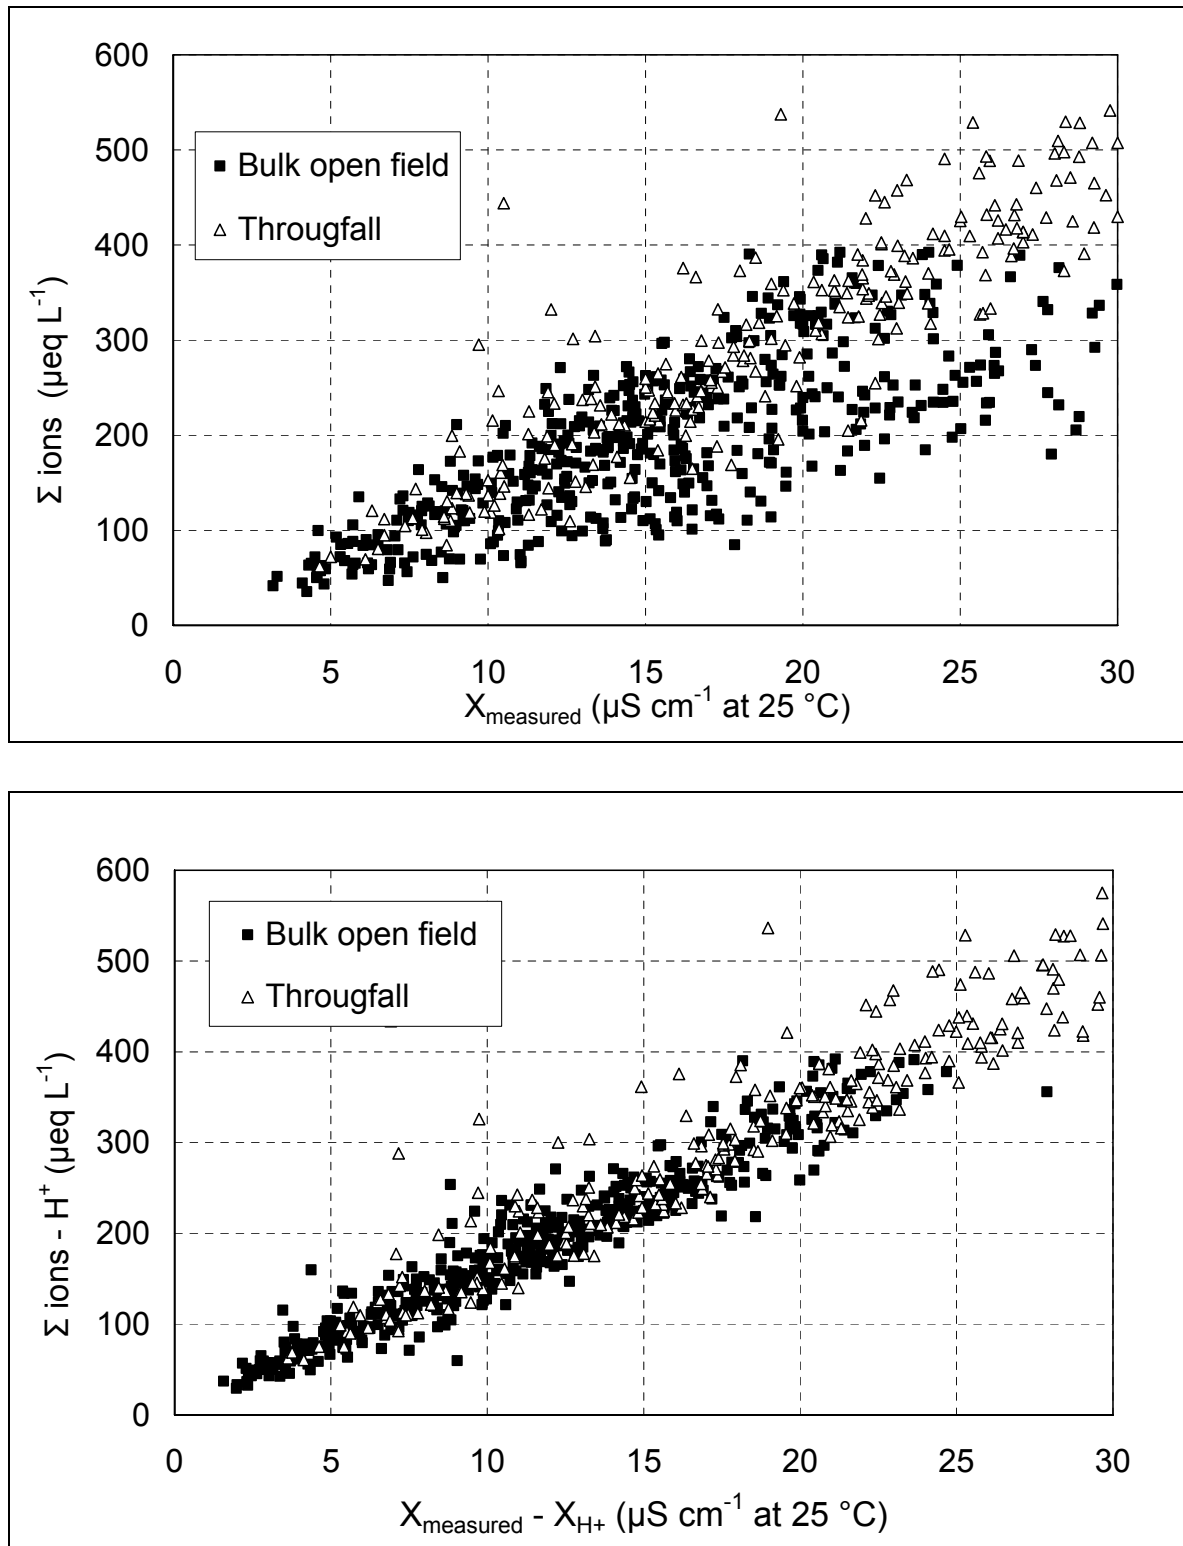 600
500
400
300
200
100
0
Σ ions (µeq L⁻¹)
Bulk open field
Througfall
0 5 10 15 20 25 30
Xmeasured (µS cm⁻¹ at 25 °C)
600
500
400
300
200
100
0
Σ ions - H⁺ (µeq L⁻¹)
Bulk open field
Througfall
0 5 10 15 20 25 30
Xmeasured - XH+ (µS cm⁻¹ at 25 °C)